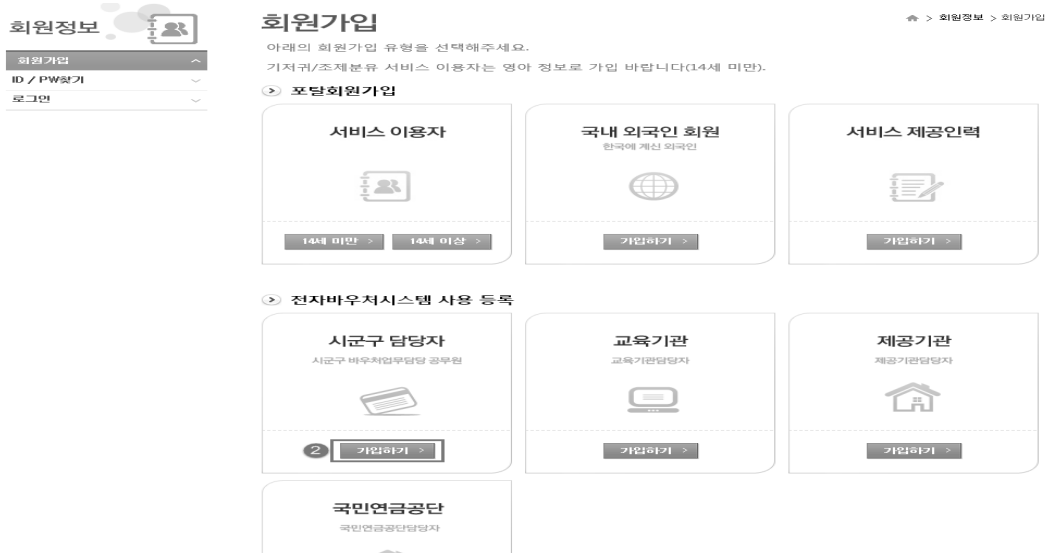 회원정보
회원가입
ID / PW찾기
로그인
회원가입
> 회원정보 > 회원가입
아래의 회원가입 유형을 선택해주세요.
기저귀/조제분유 서비스 이용자는 영아 정보로 가입 바랍니다(14세 미만).
포탈회원가입
서비스 이용자
14세 미만 >
14세 이상 >
국내 외국인 회원
한국에 계신 외국인
가입하기 >
서비스 제공인력
가입하기 >
전자바우처시스템 사용 등록
시군구 담당자
시군구 바우처업무담당 공무원
2 가입하기 >
교육기관
교육기관담당자
가입하기 >
제공기관
제공기관담당자
가입하기 >
국민연금공단
국민연금공단담당자